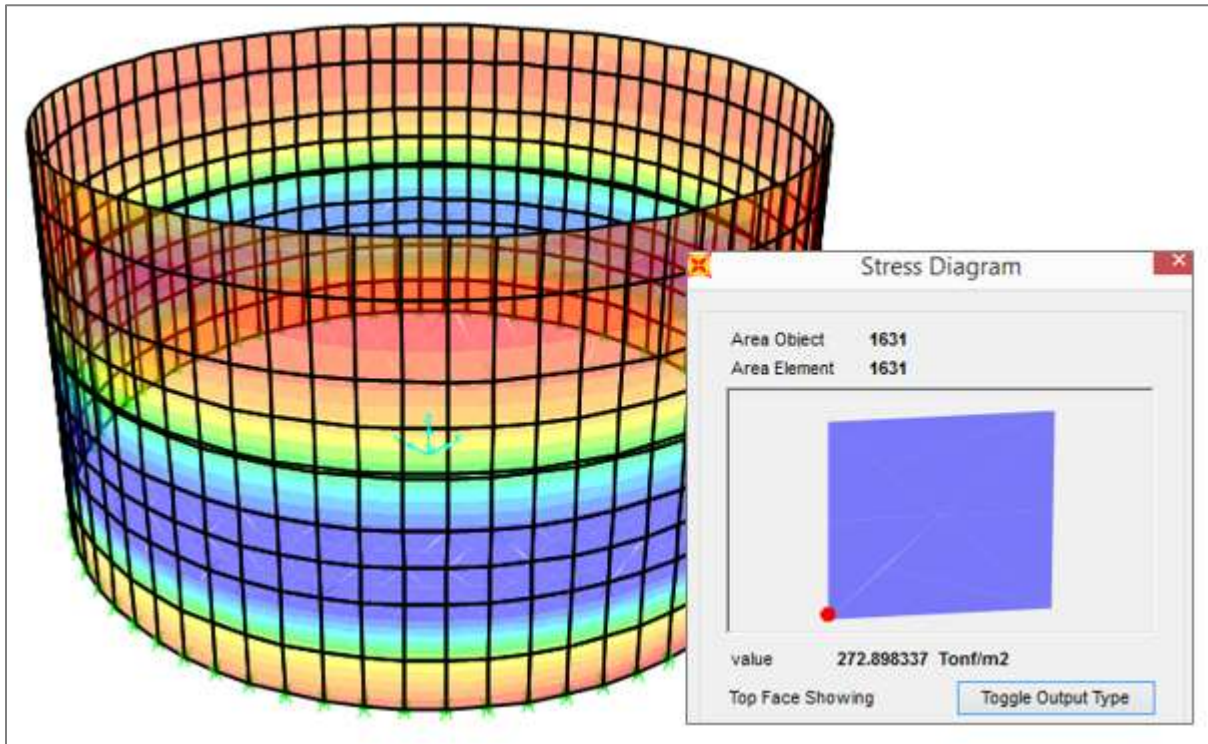 Stress Diagram
Area Object 1631
Area Element 1631
value 272.898337 Tonf/m2
Top Face Showing Toggle Output Type